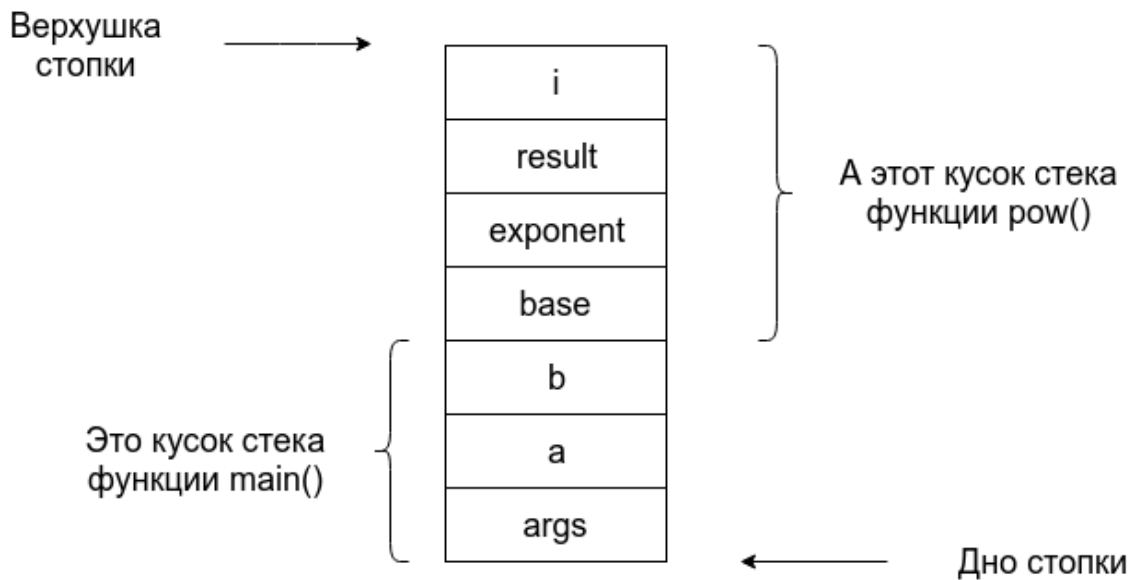 Верхушка
стопки
i
result
А этот кусок стека
функции pow()
exponent
base
b
Это кусок стека
функции main()
a
args
Дно стопки